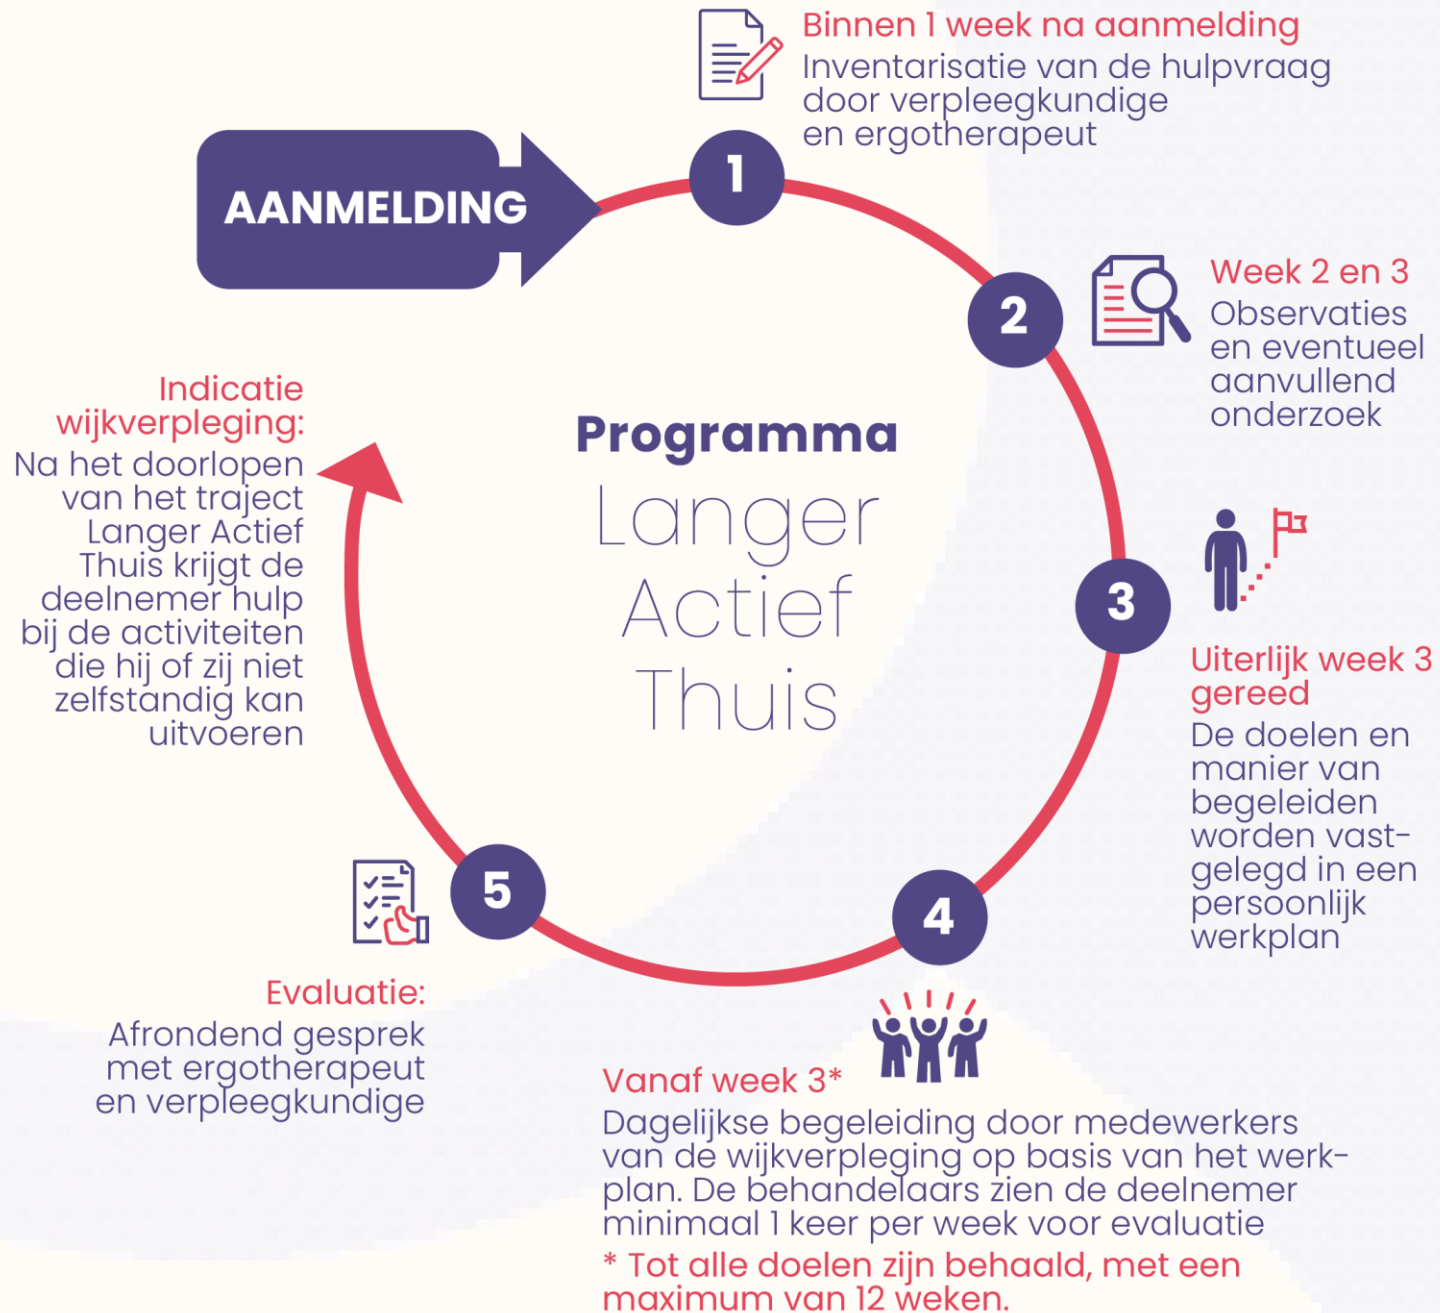 AANMELDING
1
Binnen 1 week na aanmelding
Inventarisatie van de hulpvraag
door verpleegkundige
en ergotherapeut
2
Week 2 en 3
Observaties
en eventueel
aanvullend
onderzoek
Programma
Langer
Actief
Thuis
3
Uiterlijk week 3
gereed
De doelen en
manier van
begeleiden
worden vast-
gelegd in een
persoonlijk
werkplan
4
Vanaf week 3*
Dagelijkse begeleiding door medewerkers
van de wijkverpleging op basis van het werk-
plan. De behandelaars zien de deelnemer
minimaal 1 keer per week voor evaluatie
* Tot alle doelen zijn behaald, met een
maximum van 12 weken.
5
Evaluatie:
Afrondend gesprek
met ergotherapeut
en verpleegkundige
Indicatie
wijkverpleging:
Na het doorlopen
van het traject
Langer Actief
Thuis krijgt de
deelnemer hulp
bij de activiteiten
die hij of zij niet
zelfstandig kan
uitvoeren